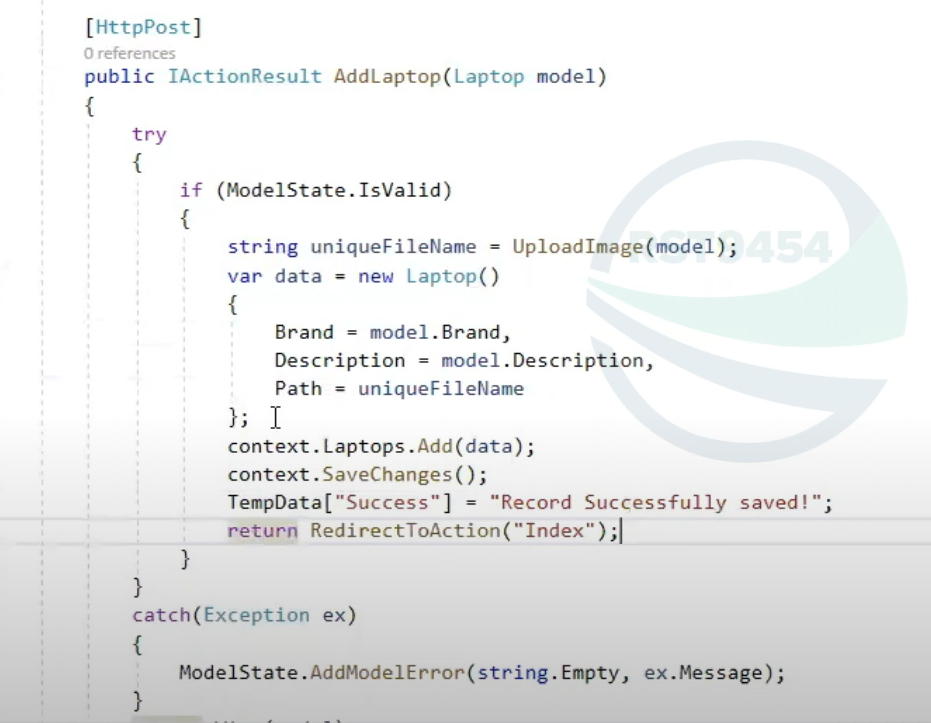 [HttpPost]
0 references
public IActionResult AddLaptop(Laptop model)
{
try
{
if (ModelState.IsValid)
{
string uniqueFileName = UploadImage(model);
var data = new Laptop()
{
Brand = model.Brand,
Description = model.Description,
Path = uniqueFileName
};
context.Laptops.Add(data);
context.SaveChanges();
TempData["Success"] = "Record Successfully saved!";
return RedirectToAction("Index");
}
}
catch(Exception ex)
{
ModelState.AddModelError(string.Empty, ex.Message);
}